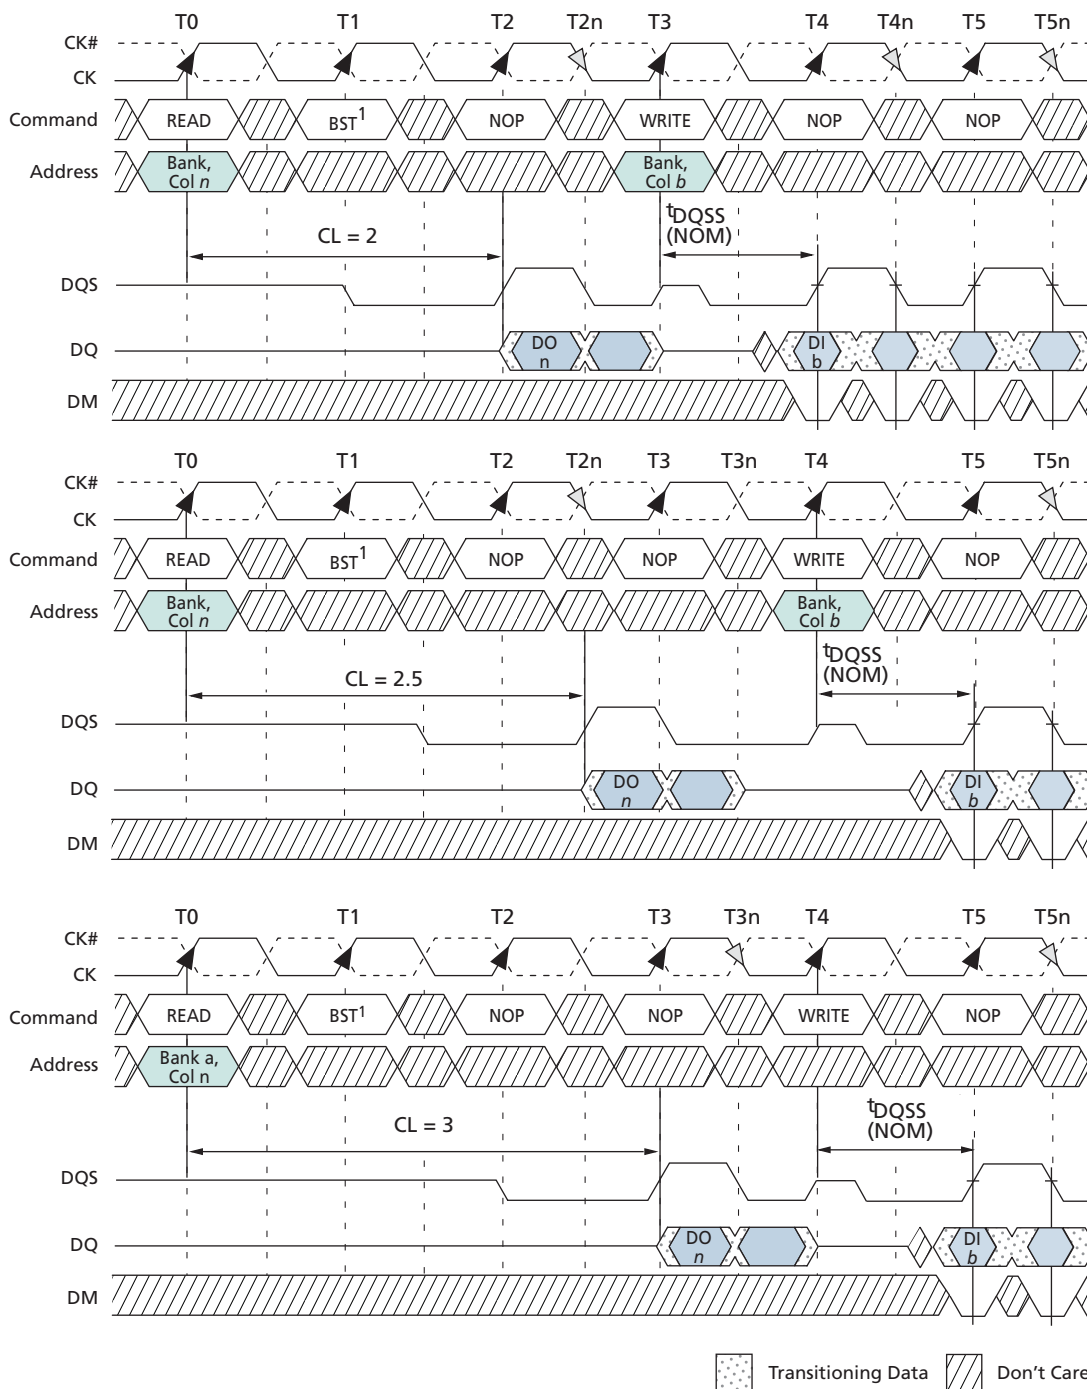 T0 T1 T2 T2n T3 T4 T4n T5 T5n
CK#
CK
Command READ BST1 NOP WRITE NOP NOP
Address Bank, Col n Bank, Col b
CL = 2 tDQSS (NOM)
DQS
DQ DO n DI b
DM
T0 T1 T2 T2n T3 T3n T4 T5 T5n
CK#
CK
Command READ BST1 NOP NOP WRITE NOP
Address Bank, Col n Bank, Col b
CL = 2.5 tDQSS (NOM)
DQS
DQ DO n DI b
DM
T0 T1 T2 T3 T3n T4 T5 T5n
CK#
CK
Command READ BST1 NOP NOP WRITE NOP
Address Bank a, Col n
CL = 3 tDQSS (NOM)
DQS
DQ DO n DI b
DM
Transitioning Data Don't Care